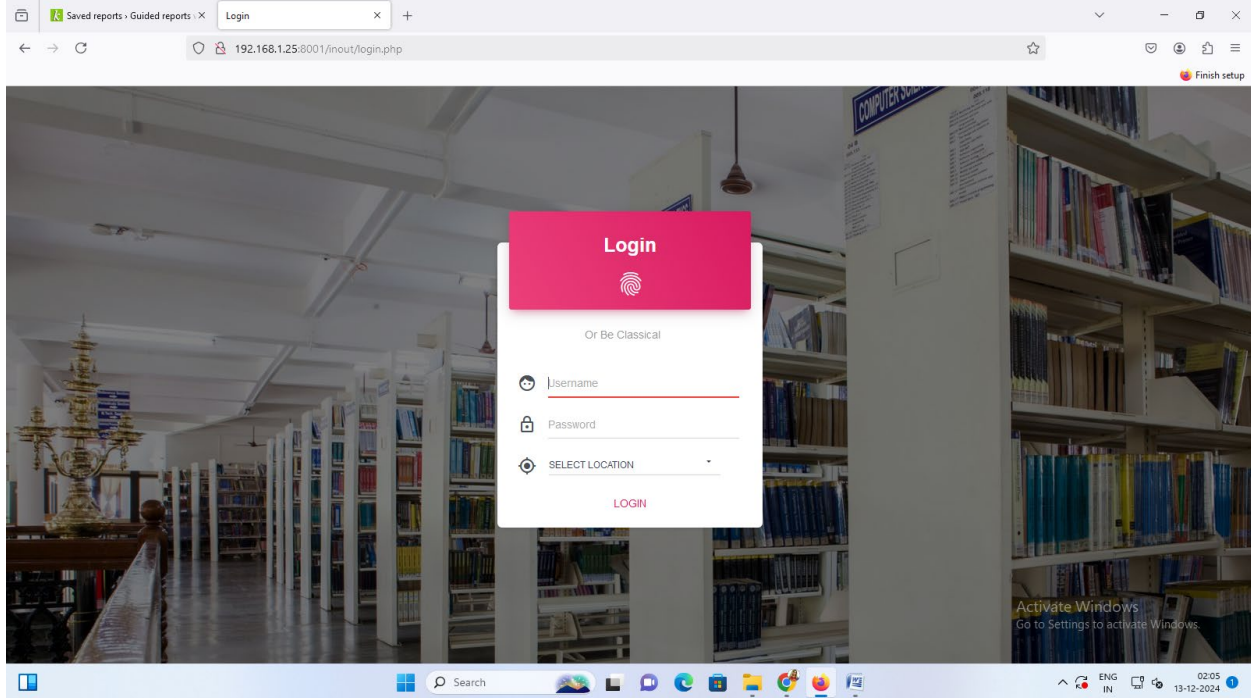 Saved reports › Guided reports ›
Login
192.168.1.25:8001/inout/login.php
Finish setup
COMPUTER SCIENCE
Login
Or Be Classical
Username
Password
SELECT LOCATION
LOGIN
Activate Windows
Go to Settings to activate Windows.
Search
ENG
IN
02:05
13-12-2024
1